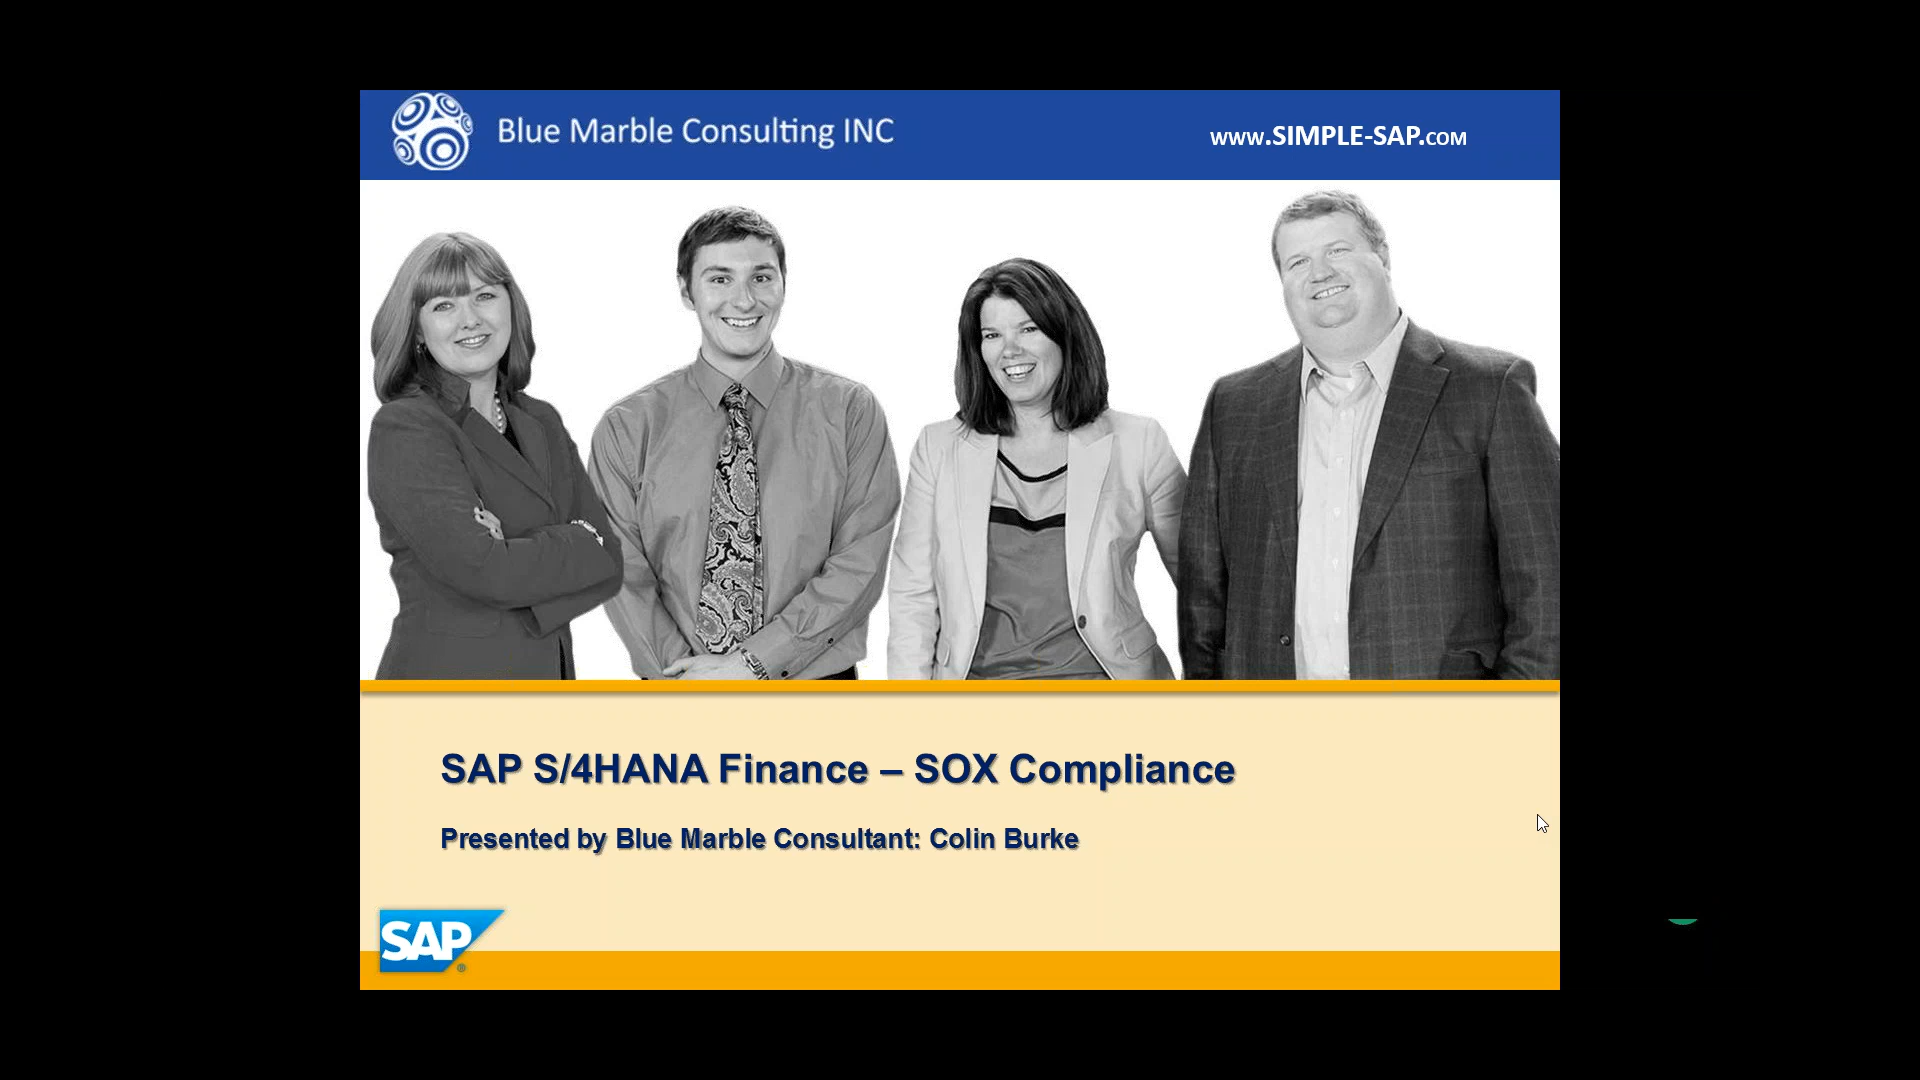 Blue Marble Consulting INC
www.SIMPLE-SAP.com
SAP S/4HANA Finance – SOX Compliance
Presented by Blue Marble Consultant: Colin Burke
SAP®